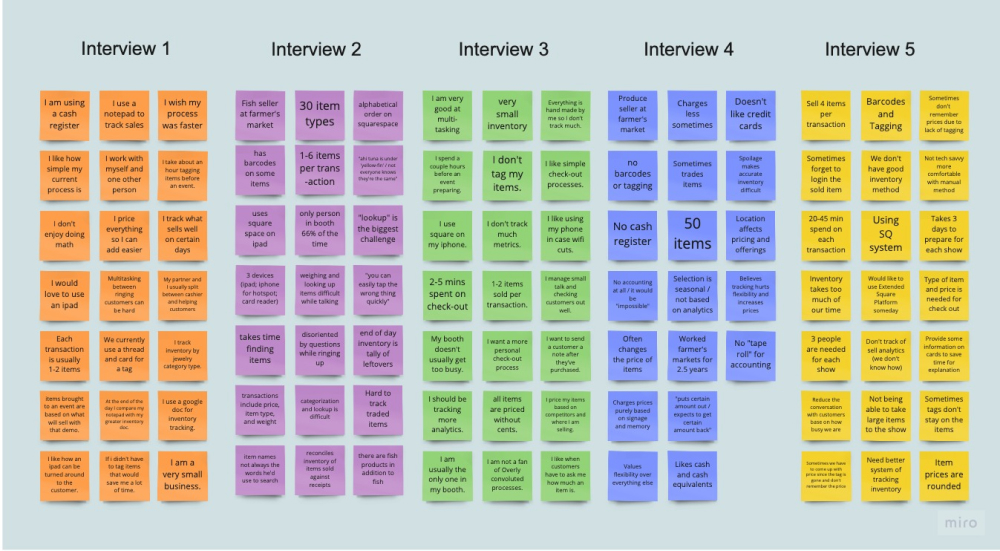 Interview 1
Interview 2
Interview 3
Interview 4
Interview 5
I am using
a cash
register
I use a
notepad to
track sales
I wish my
process
was faster
I like how
simple my
current
process is
I work with
myself and
one other
person
I take about an
hour tagging
items before
an event.
I don't
enjoy doing
math
I price
everything
so I can
add easier
I track what
sells well
on certain
days
I would
love to use
an ipad
Multitasking
between
ringing
customers can
be hard
My partner and
I usually split
between cashier
and helping
customers
Each
transaction
is usually
1-2 items
We currently
use a thread
and card for
a tag
I track
inventory by
jewelry
category type.
Items brought
to an event are
based on what
will sell with
that demo.
At the end of the
day I compare my
notepad with my
greater inventory
doc.
I use a google
doc for
inventory
tracking.
I like how an
ipad can be
turned around
to the
customer.
If I didn't have
to tag items
that would
save me a lot
of time.
I am a
very small
business.
Fish seller
at farmer's
market
30 item
types
alphabetical
order on
squarespace
has
barcodes
on some
items
1-6 items
per trans
-action
"ahi tuna is under
'yellow fin' / not
everyone knows
they're the same"
uses
square
space on
ipad
only person
in booth
66% of the
time
"lookup" is
the biggest
challenge
3 devices
(ipad; iphone
for hotspot;
card reader)
weighing and
looking up
items difficult
while talking
"you can
easily tap the
wrong thing
quickly"
takes time
finding
items
disoriented
by questions
while ringing
up
end of day
inventory is
tally of
leftovers
transactions
include price,
item type,
and weight
categorization
and lookup is
difficult
Hard to
track
traded
items
item names
not always the
words he'd
use to search
reconciles
inventory of
items sold
against
receipts
there are fish
products in
addition to
fish
I am very
good at
multi-
tasking
very
small
inventory
Everything is
hand made by
me so I don't
track much.
I spend a
couple hours
before an
event
preparing.
I don't
tag my
items.
I like simple
check-out
processes.
I use
square on
my iphone.
I don't track
much
metrics.
I like using
my phone
in case wifi
cuts.
2-5 mins
spent on
check-out
1-2 items
sold per
transaction.
I manage small
talk and
checking
customers out
well.
My booth
doesn't
usually get
too busy.
I want a more
personal
check-out
process
I want to send
a customer a
note after
they've
purchased.
I should be
tracking
more
analytics.
all items
are priced
without
cents.
I price my items
based on
competitors and
where I am
selling.
I am
usually the
only one in
my booth.
I am not a
fan of Overly
convoluted
processes.
I like when
customers
have to ask me
how much an
item is.
Produce
seller at
farmer's
market
Charges
less
sometimes
Doesn't
like credit
cards
no
barcodes
or tagging
Sometimes
trades
items
Spoilage
makes
accurate
inventory
difficult
No cash
register
50
items
Location
affects
pricing and
offerings
No accounting
at all / it would
be
"impossible"
Selection is
seasonal /
not based
on analytics
Believes
tracking hurts
flexibility and
increases
prices
Often
changes
the price of
items
Worked
farmer's
markets for
2.5 years
No "tape
roll" for
accounting
Charges prices
purely based
on signage
and memory
"puts certain
amount out /
expects to get
certain
amount back"
Values
flexibility over
everything
else
Likes cash
and cash
equivalents
Sell 4 items
per
transaction
Barcodes
and
Tagging
Sometimes
don't
remember
prices due to
lack of tagging
Sometimes
forget to
login the
sold item
We don't
have good
inventory
method
Not tech savvy
more
comfortable
with manual
method
20-45 min
spend on
each
transaction
Using
SQ
system
Takes 3
days to
prepare for
each show
Inventory
takes too
much of
our time
Would like to
use Extended
Square
Platform
someday
Type of item
and price is
needed for
check out
3 people
are needed
for each
show
Don't track of
sell analytics
(we don't
know how)
Provide some
information on
cards to save
time for
explanation
Reduce the
conversation
with customers
base on how
busy we are
Not being
able to take
large items
to the show
Sometimes
tags don't
stay on the
items
Sometimes we have
to come up with
price since the tag is
gone and don't
remember the price
Need better
system of
tracking
inventory
Item
prices are
rounded
miro